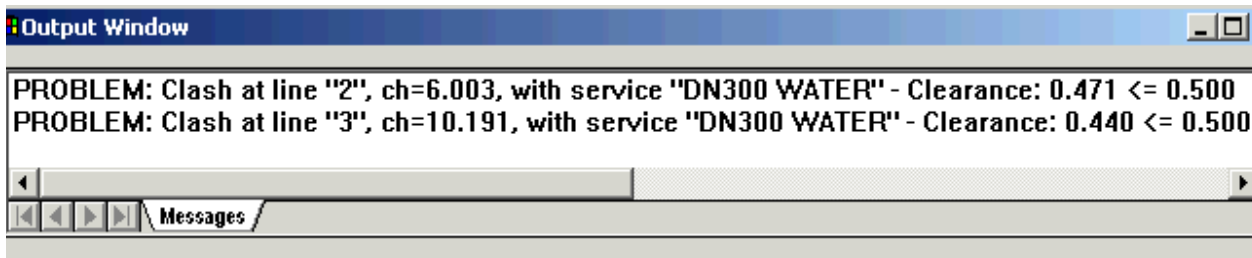 Output Window
PROBLEM: Clash at line "2", ch=6.003, with service "DN300 WATER" - Clearance: 0.471 <= 0.500
PROBLEM: Clash at line "3", ch=10.191, with service "DN300 WATER" - Clearance: 0.440 <= 0.500
Messages